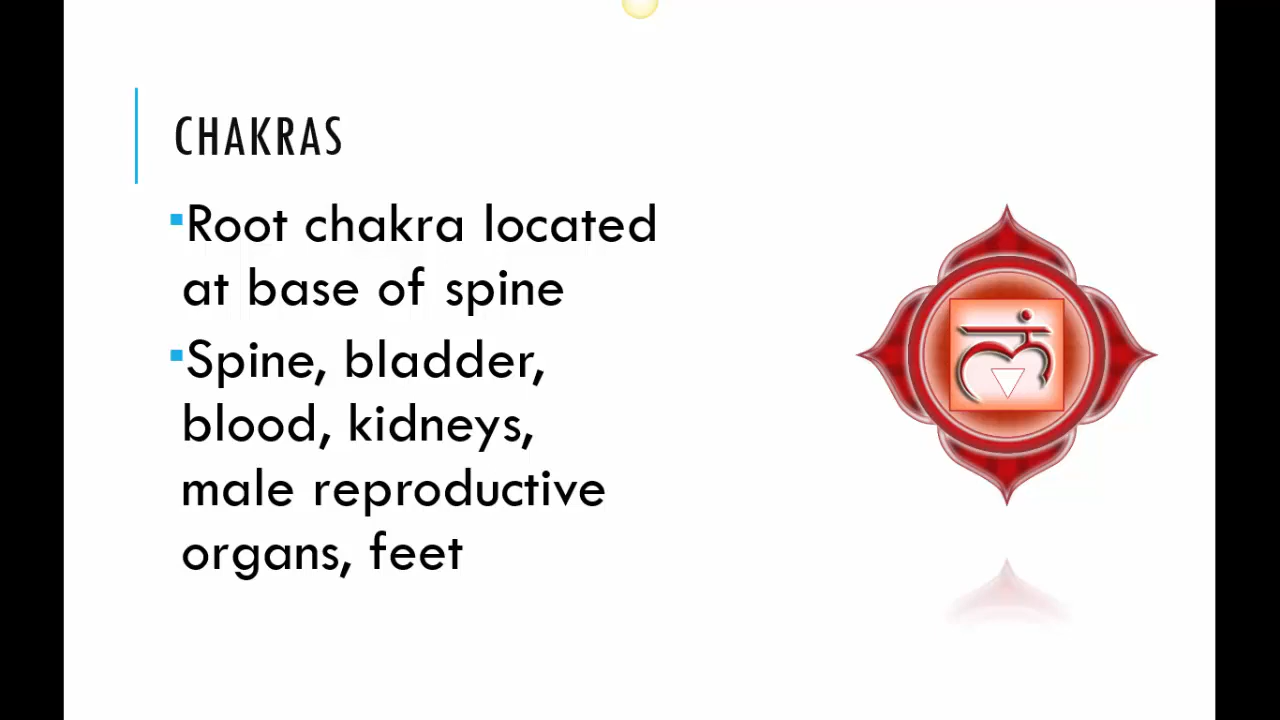 CHAKRAS
▪Root chakra located
at base of spine
▪Spine, bladder,
blood, kidneys,
male reproductive
organs, feet